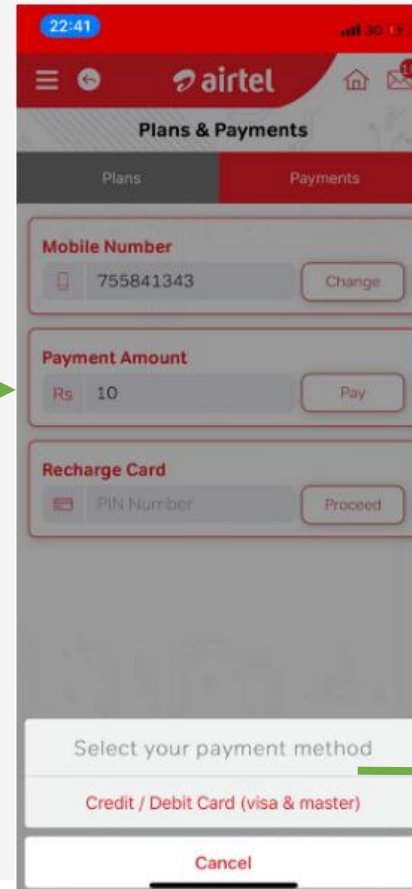 22:41
3G
airtel
Plans & Payments
Plans
Payments
Mobile Number
755841343
Change
Payment Amount
Rs
10
Pay
Recharge Card
PIN Number
Proceed
Select your payment method
Credit / Debit Card (visa & master)
Cancel